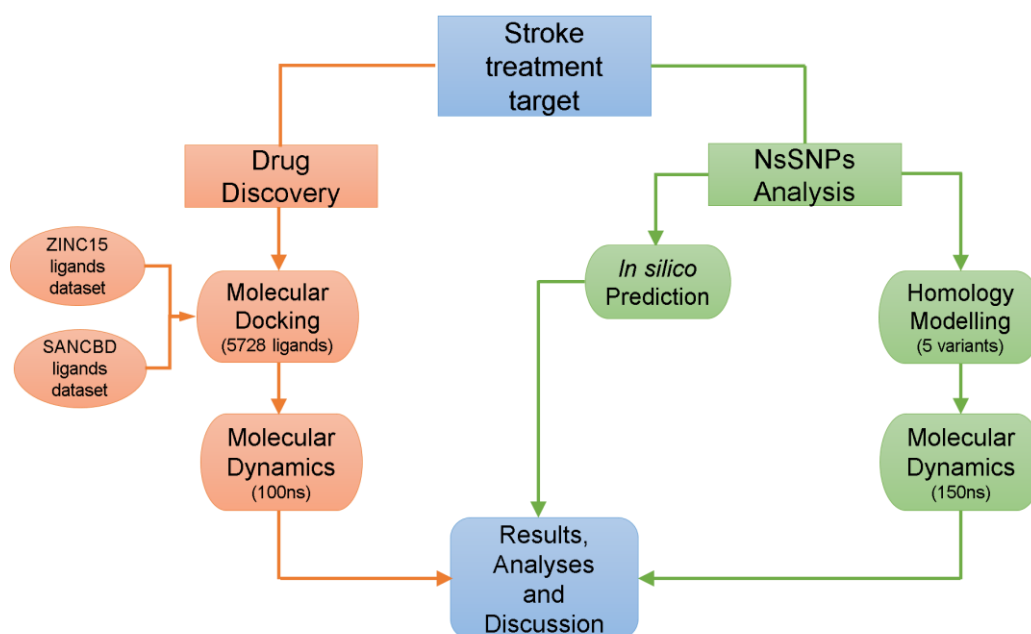 Stroke
treatment
target
Drug
Discovery
NsSNPs
Analysis
ZINC15
ligands
dataset
SANCBD
ligands
dataset
Molecular
Docking
(5728 ligands)
In silico
Prediction
Homology
Modelling
(5 variants)
Molecular
Dynamics
(100ns)
Molecular
Dynamics
(150ns)
Results,
Analyses
and
Discussion